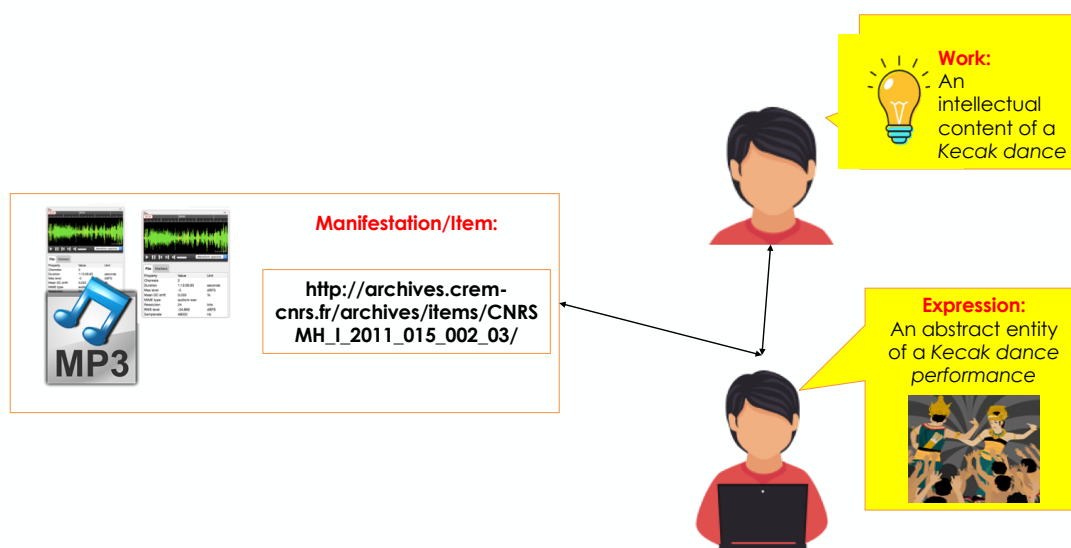 Work:
An
intellectual
content of a
Kecak dance
Manifestation/Item:
http://archives.crem-
cnrs.fr/archives/items/CNRS
MH_I_2011_015_002_03/
MP3
Expression:
An abstract entity
of a Kecak dance
performance